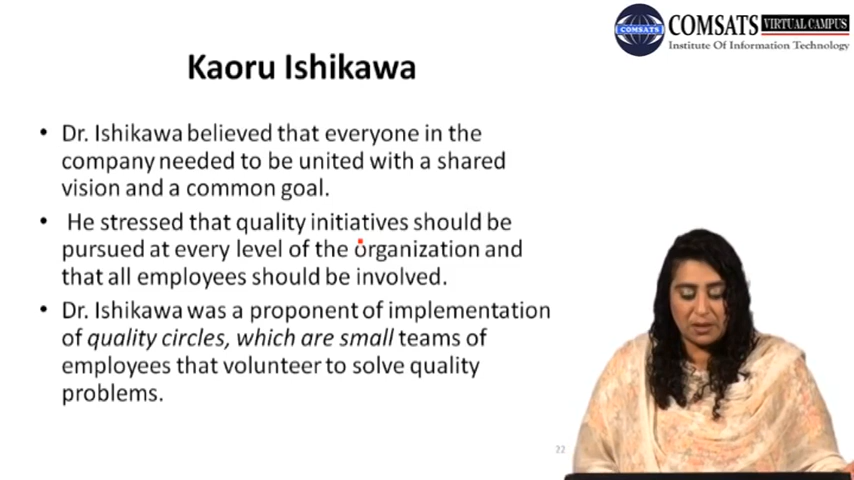 COMSATS VIRTUAL CAMPUS
COMSATS
Institute Of Information Technology
Kaoru Ishikawa
• Dr. Ishikawa believed that everyone in the
company needed to be united with a shared
vision and a common goal.
• He stressed that quality initiatives should be
pursued at every level of the organization and
that all employees should be involved.
• Dr. Ishikawa was a proponent of implementation
of quality circles, which are small teams of
employees that volunteer to solve quality
problems.
22